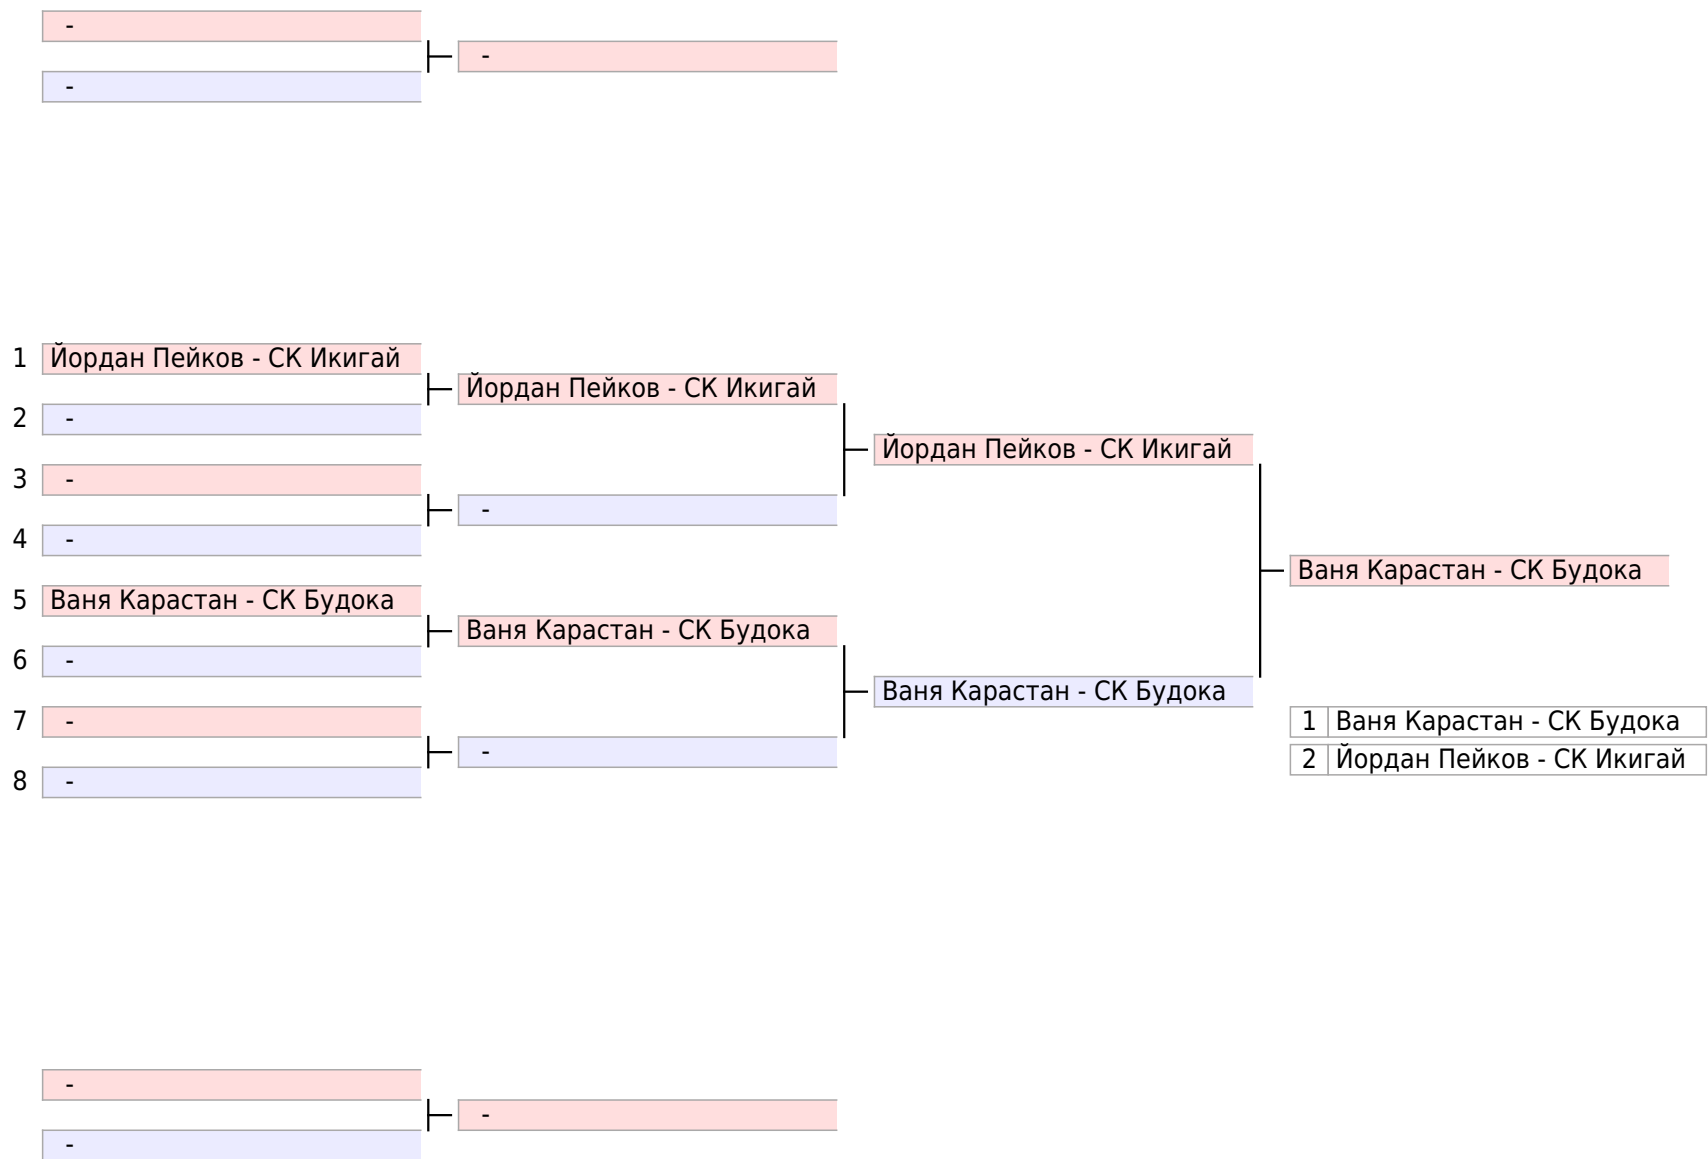 -
-
-
1 Йордан Пейков - СК Икигай
Йордан Пейков - СК Икигай
2 -
Йордан Пейков - СК Икигай
3 -
-
4 -
Ваня Карастан - СК Будока
5 Ваня Карастан - СК Будока
Ваня Карастан - СК Будока
6 -
Ваня Карастан - СК Будока
7 -
1 Ваня Карастан - СК Будока
-
2 Йордан Пейков - СК Икигай
8 -
-
-
-